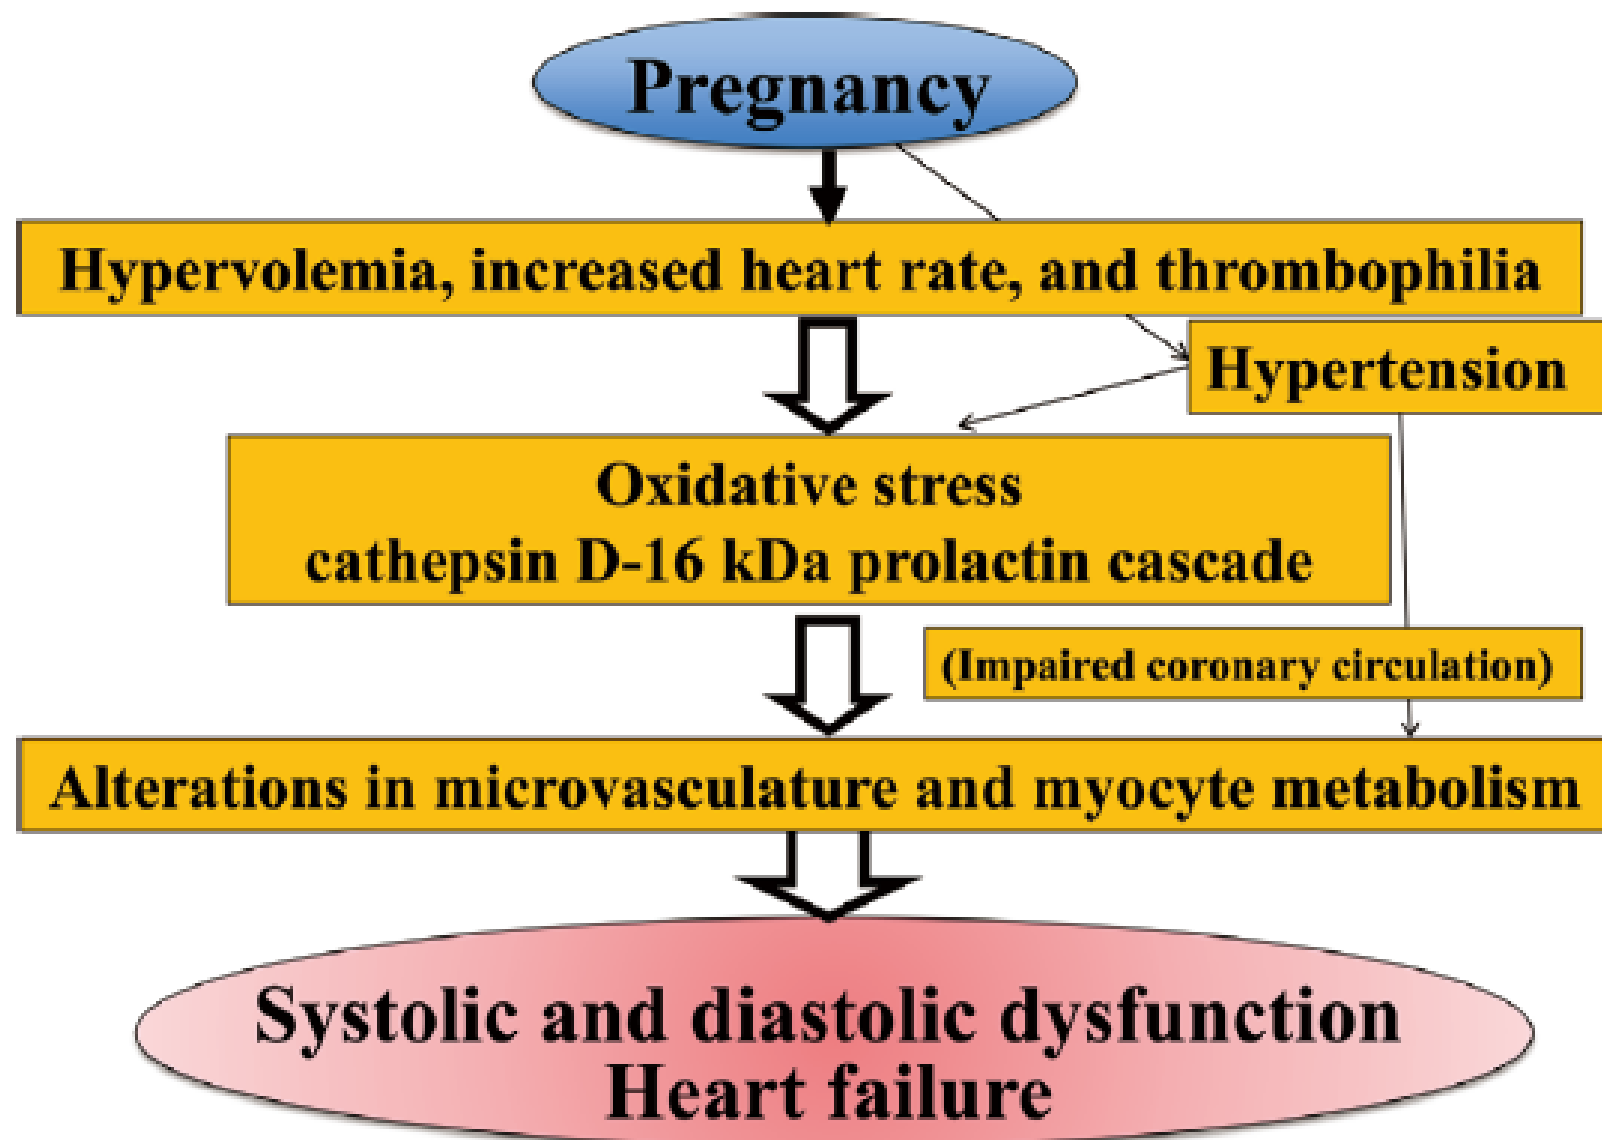 Pregnancy
Hypervolemia, increased heart rate, and thrombophilia
Hypertension
Oxidative stress
cathepsin D-16 kDa prolactin cascade
(Impaired coronary circulation)
Alterations in microvasculature and myocyte metabolism
Systolic and diastolic dysfunction
Heart failure